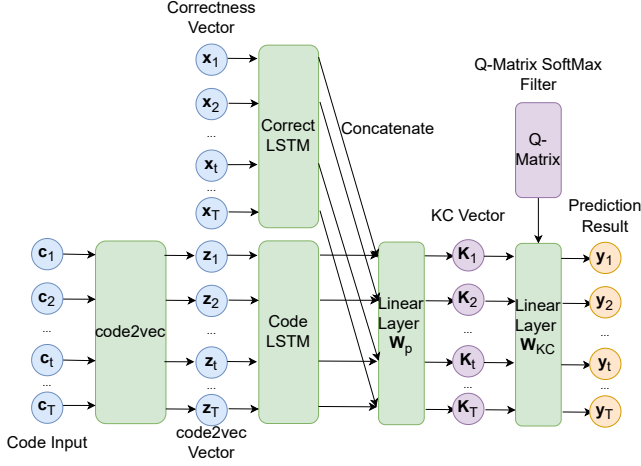 Correctness
Vector
x1
x2
...
xt
...
xT
Correct
LSTM
Concatenate
Q-Matrix SoftMax
Filter
Q-
Matrix
KC Vector
Prediction
Result
c1
c2
...
ct
...
cT
Code Input
code2vec
z1
z2
...
zt
...
zT
code2vec
Vector
Code
LSTM
Linear
Layer
Wp
K1
K2
...
Kt
...
KT
Linear
Layer
WKC
y1
y2
...
yt
...
yT